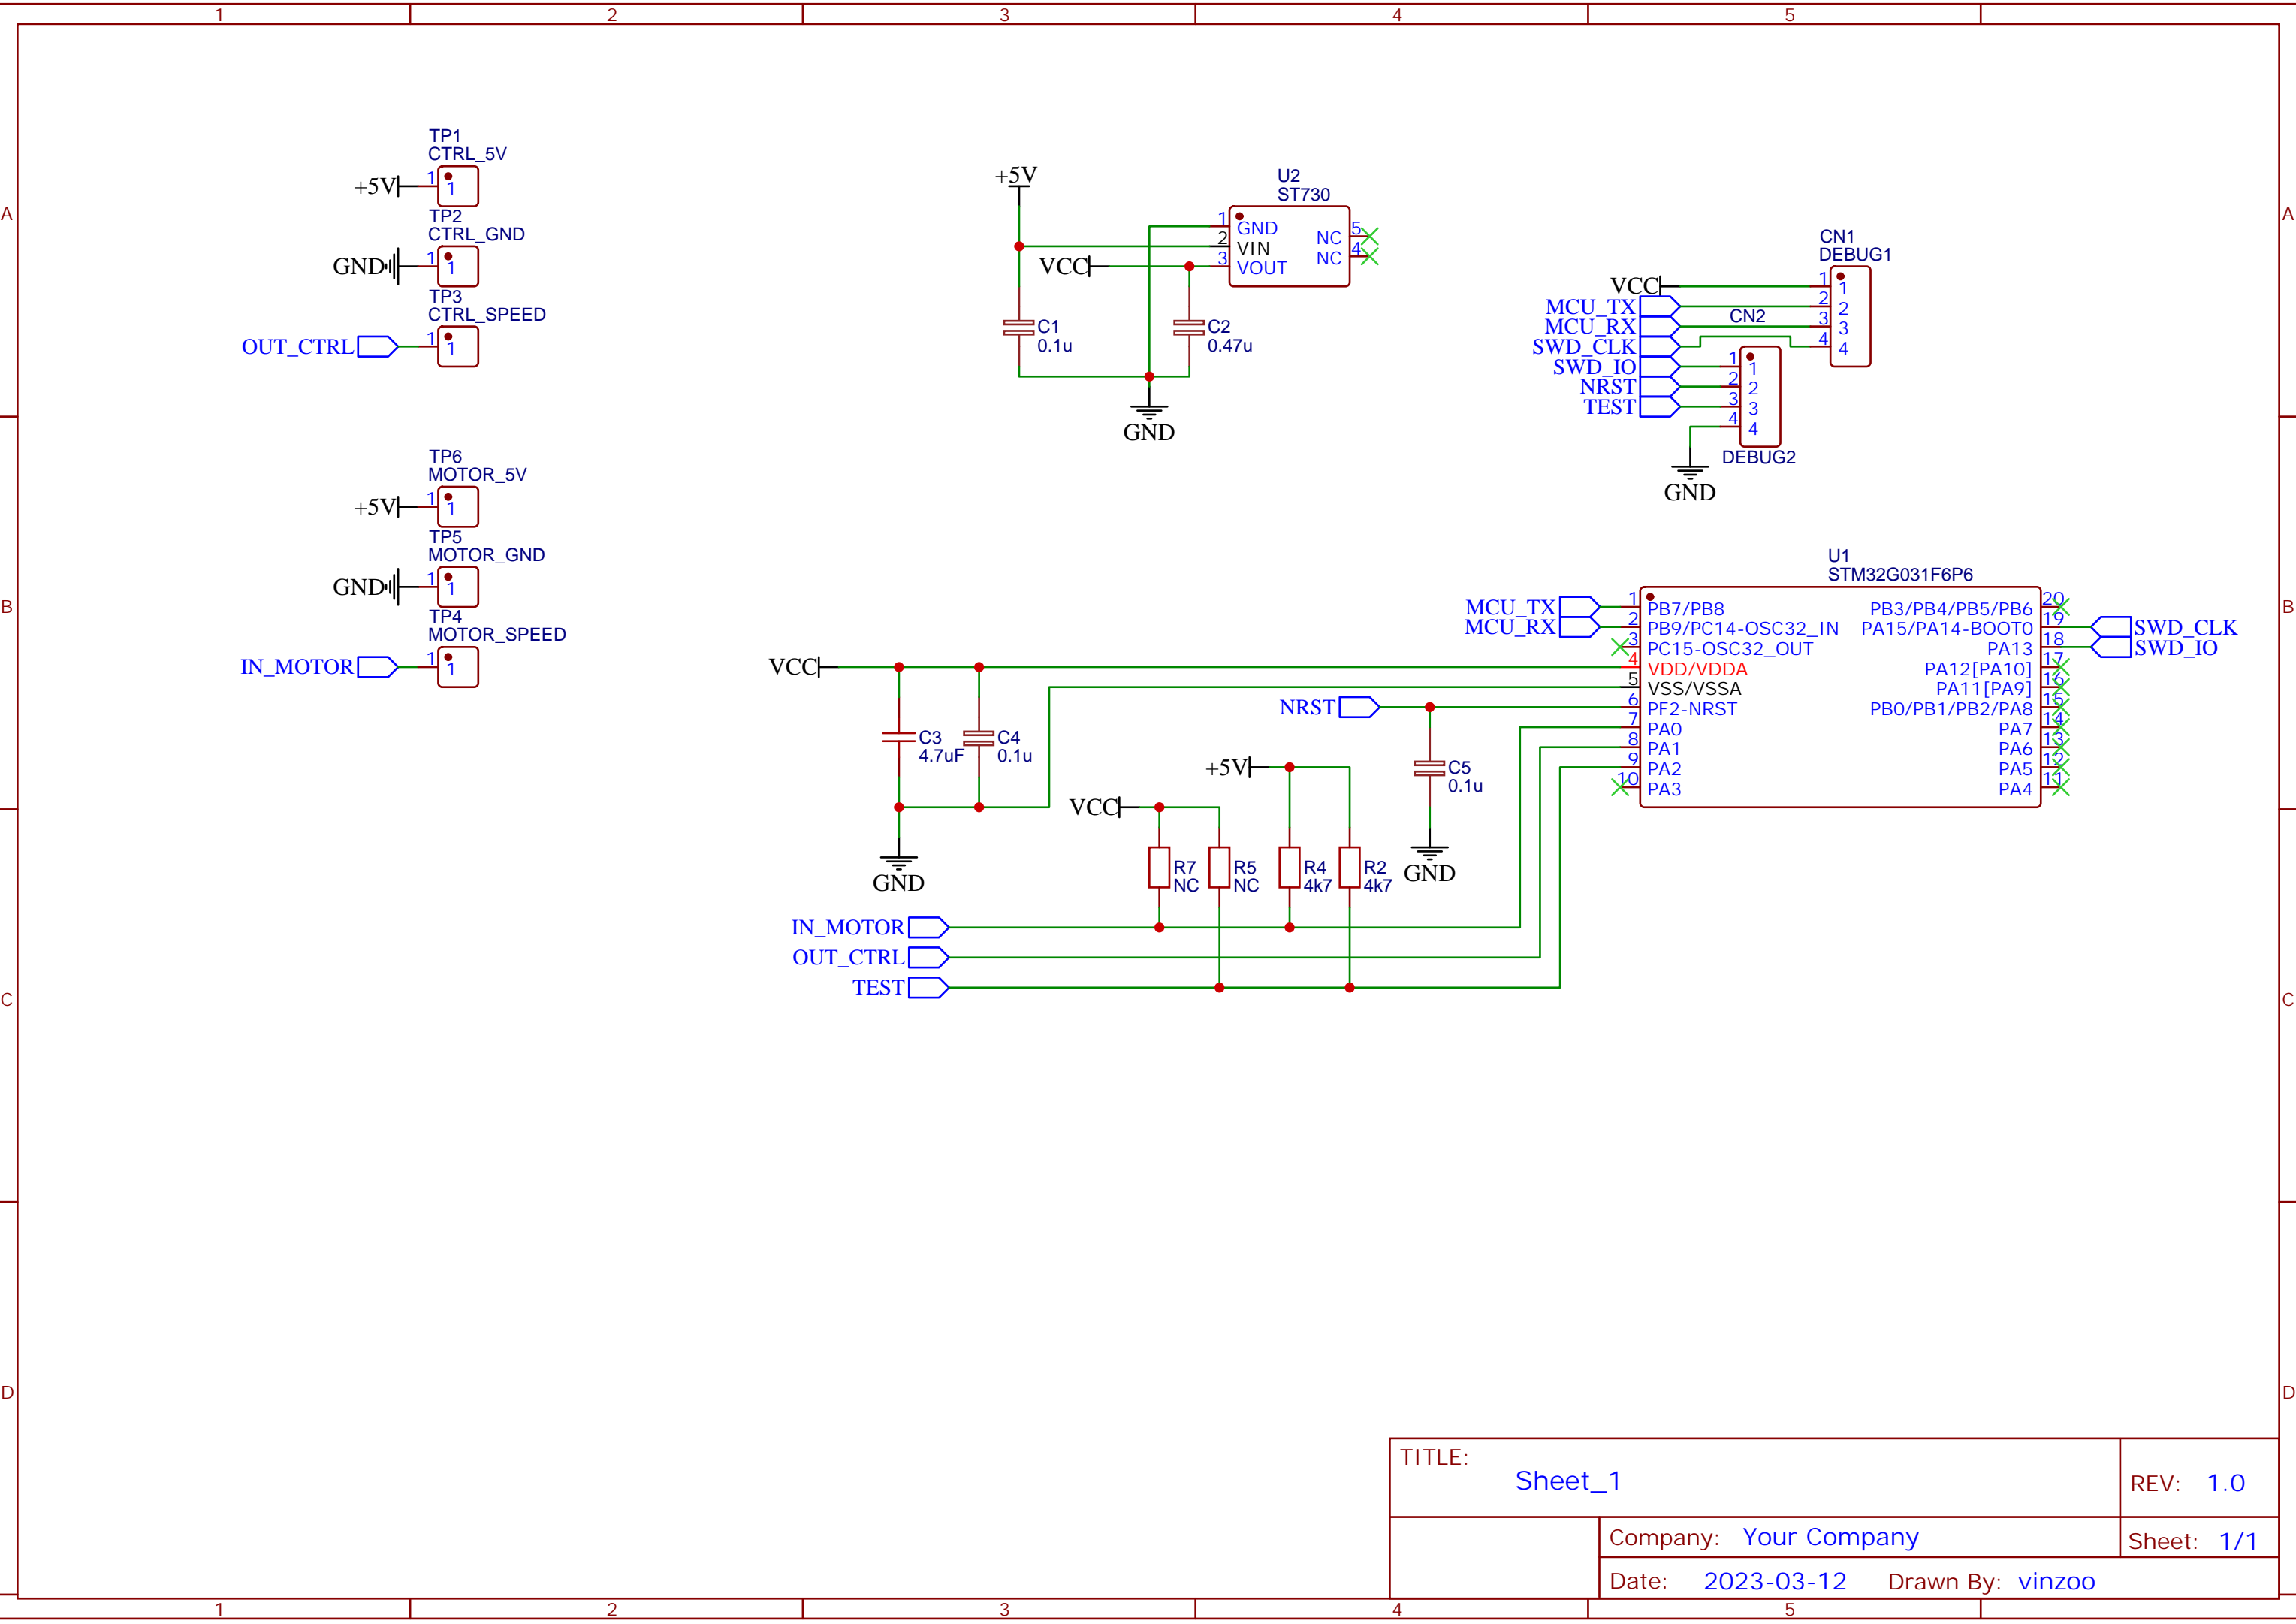 1 2 3 4 5
A A
B B
C C
D D
TP1
CTRL_5V
+5V 1 1
TP2
CTRL_GND
GND 1 1
TP3
CTRL_SPEED
OUT_CTRL 1 1
TP6
MOTOR_5V
+5V 1 1
TP5
MOTOR_GND
GND 1 1
TP4
MOTOR_SPEED
IN_MOTOR 1 1
+5V
U2
ST730
1 GND
2 VIN
3 VOUT
NC 5
NC 4
VCC
C1
0.1u
C2
0.47u
GND
CN1
DEBUG1
VCC 1 1
MCU_TX 2 2
MCU_RX 3 3
SWD_CLK 4 4
CN2
SWD_IO 1 1
NRST 2 2
TEST 3 3
4 4
DEBUG2
GND
U1
STM32G031F6P6
MCU_TX 1 PB7/PB8
MCU_RX 2 PB9/PC14-OSC32_IN
3 PC15-OSC32_OUT
4 VDD/VDDA
5 VSS/VSSA
6 PF2-NRST
7 PA0
8 PA1
9 PA2
10 PA3
PB3/PB4/PB5/PB6 20
PA15/PA14-BOOT0 19 SWD_CLK
PA13 18 SWD_IO
PA12[PA10] 17
PA11[PA9] 16
PB0/PB1/PB2/PA8 15
PA7 14
PA6 13
PA5 12
PA4 11
VCC
C3
4.7uF
C4
0.1u
GND
NRST
C5
0.1u
GND
+5V
VCC
R7
NC
R5
NC
R4
4k7
R2
4k7
IN_MOTOR
OUT_CTRL
TEST
TITLE:
Sheet_1
REV: 1.0
Company: Your Company
Sheet: 1/1
Date: 2023-03-12 Drawn By: vinzoo
1 2 3 4 5